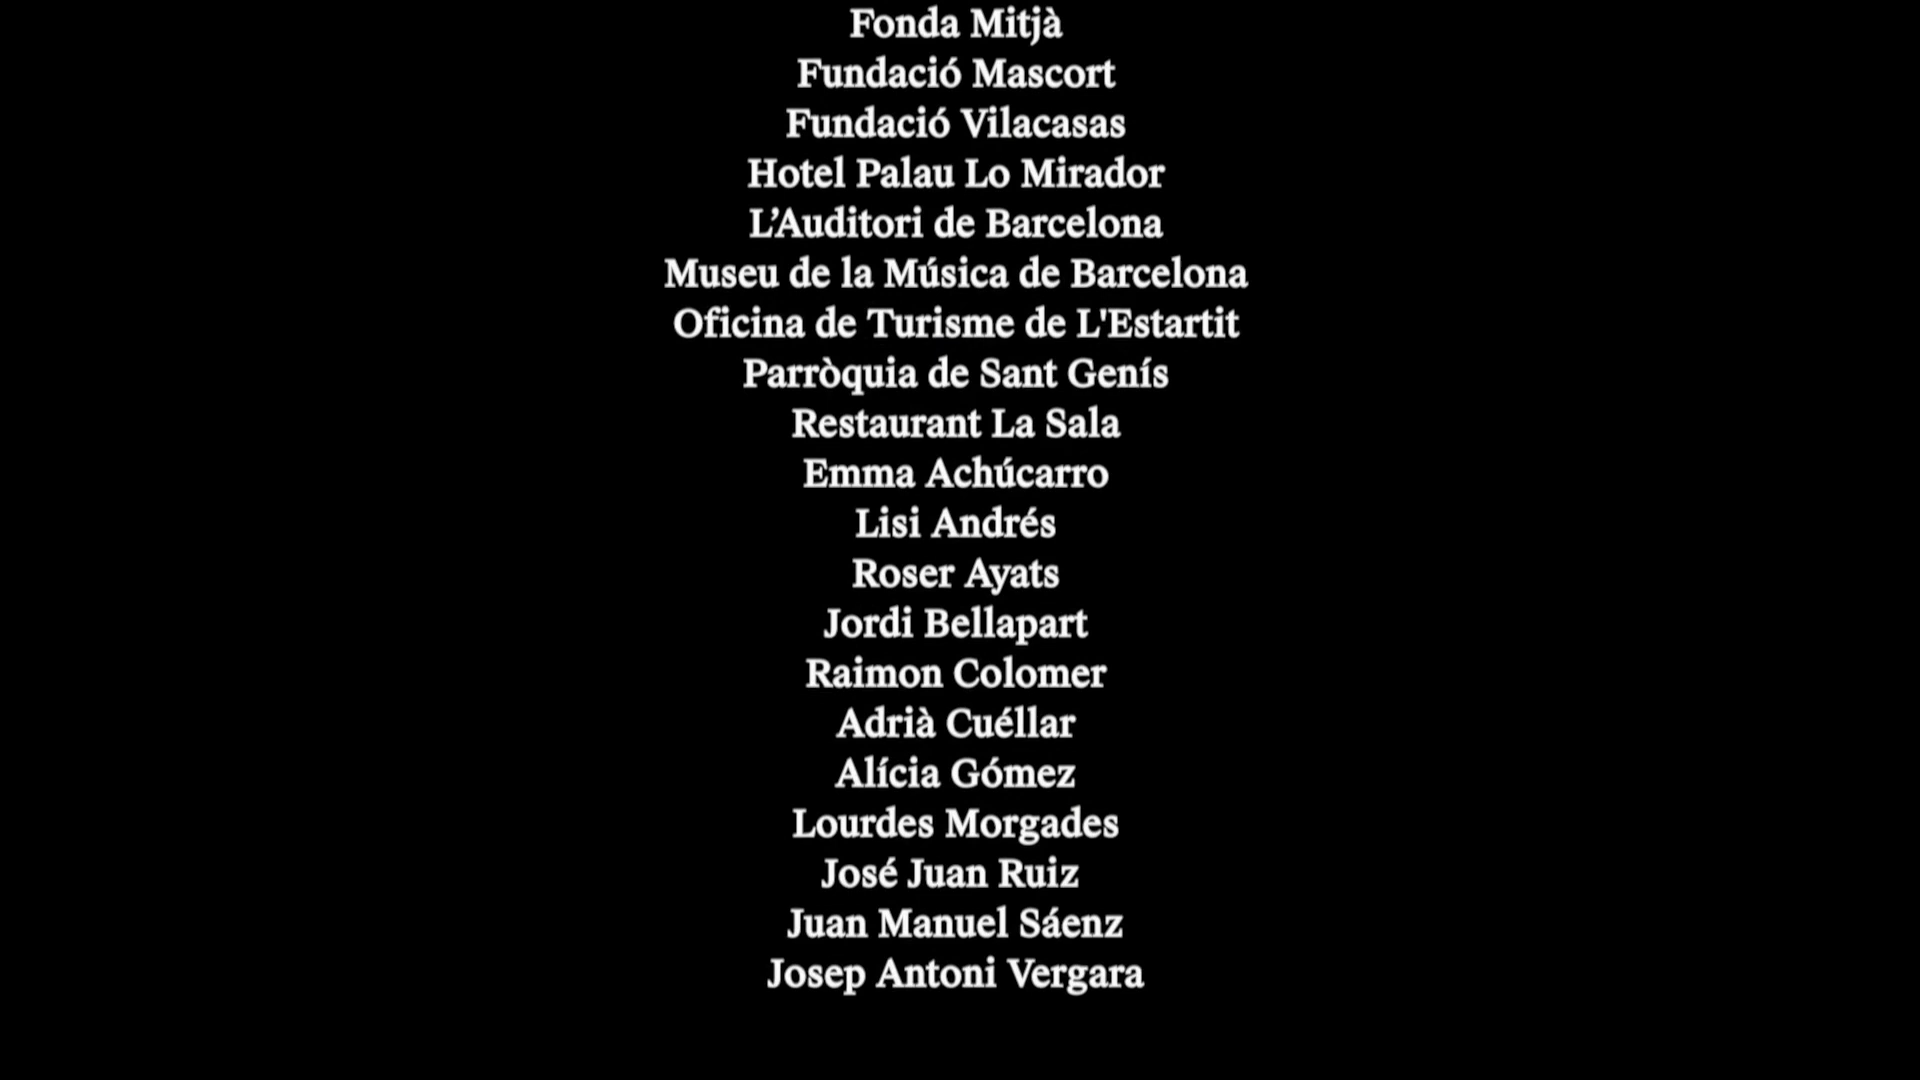 Fonda Mitjà
Fundació Mascort
Fundació Vilacasas
Hotel Palau Lo Mirador
L’Auditori de Barcelona
Museu de la Música de Barcelona
Oficina de Turisme de L'Estartit
Parròquia de Sant Genís
Restaurant La Sala
Emma Achúcarro
Lisi Andrés
Roser Ayats
Jordi Bellapart
Raimon Colomer
Adrià Cuéllar
Alícia Gómez
Lourdes Morgades
José Juan Ruiz
Juan Manuel Sáenz
Josep Antoni Vergara